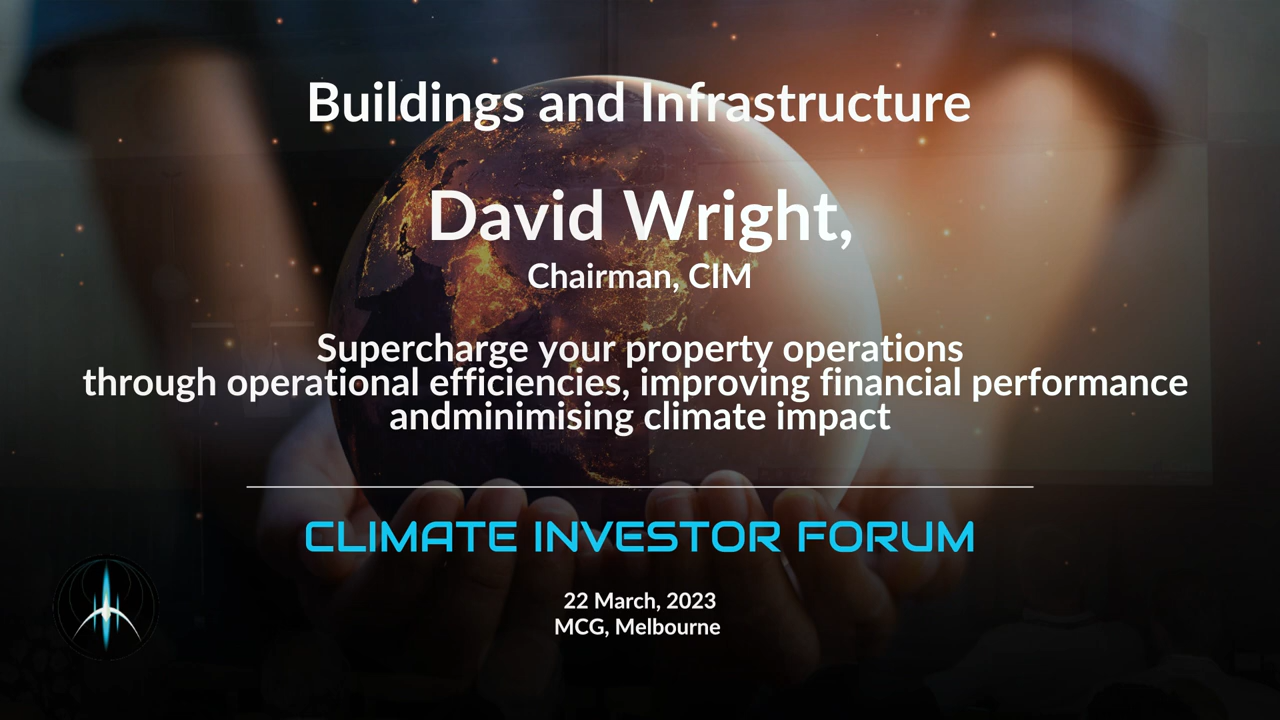 Buildings and Infrastructure
David Wright,
Chairman, CIM
Supercharge your property operations
through operational efficiencies, improving financial performance
andminimising climate impact
CLIMATE INVESTOR FORUM
22 March, 2023
MCG, Melbourne